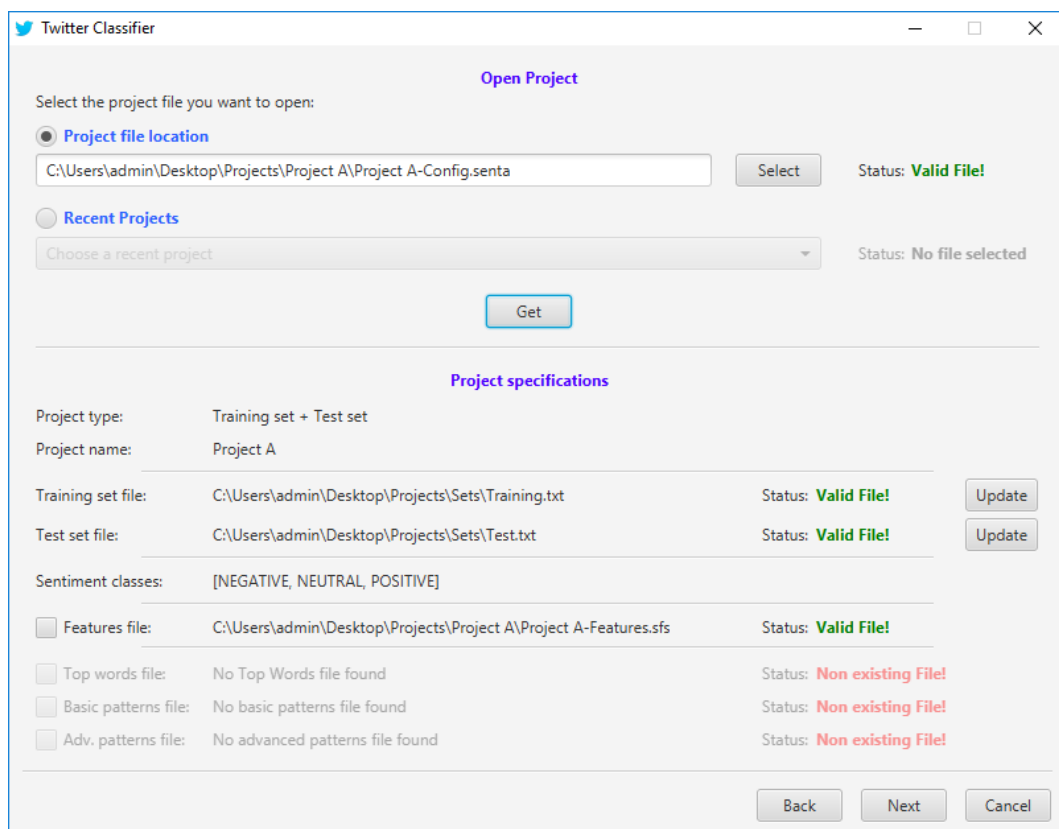 Twitter Classifier
Open Project
Select the project file you want to open:
Project file location
C:\Users\admin\Desktop\Projects\Project A\Project A-Config.senta Select Status: Valid File!
Recent Projects
Choose a recent project Status: No file selected
Get
Project specifications
Project type: Training set + Test set
Project name: Project A
Training set file: C:\Users\admin\Desktop\Projects\Sets\Training.txt Status: Valid File! Update
Test set file: C:\Users\admin\Desktop\Projects\Sets\Test.txt Status: Valid File! Update
Sentiment classes: [NEGATIVE, NEUTRAL, POSITIVE]
Features file: C:\Users\admin\Desktop\Projects\Project A\Project A-Features.sfs Status: Valid File!
Top words file: No Top Words file found Status: Non existing File!
Basic patterns file: No basic patterns file found Status: Non existing File!
Adv. patterns file: No advanced patterns file found Status: Non existing File!
Back Next Cancel